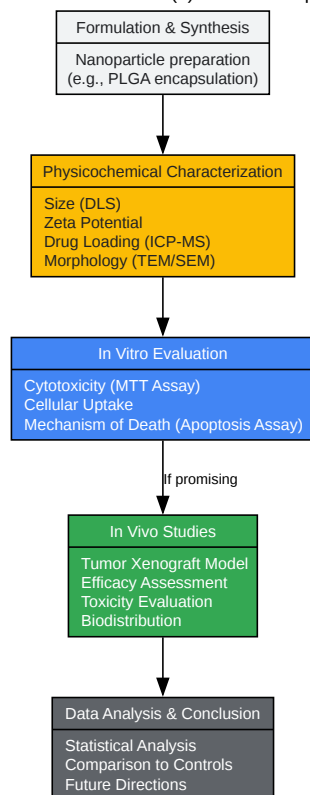 Formulation & Synthesis
Nanoparticle preparation
(e.g., PLGA encapsulation)
Physicochemical Characterization
Size (DLS)
Zeta Potential
Drug Loading (ICP-MS)
Morphology (TEM/SEM)
In Vitro Evaluation
Cytotoxicity (MTT Assay)
Cellular Uptake
Mechanism of Death (Apoptosis Assay)
If promising
In Vivo Studies
Tumor Xenograft Model
Efficacy Assessment
Toxicity Evaluation
Biodistribution
Data Analysis & Conclusion
Statistical Analysis
Comparison to Controls
Future Directions